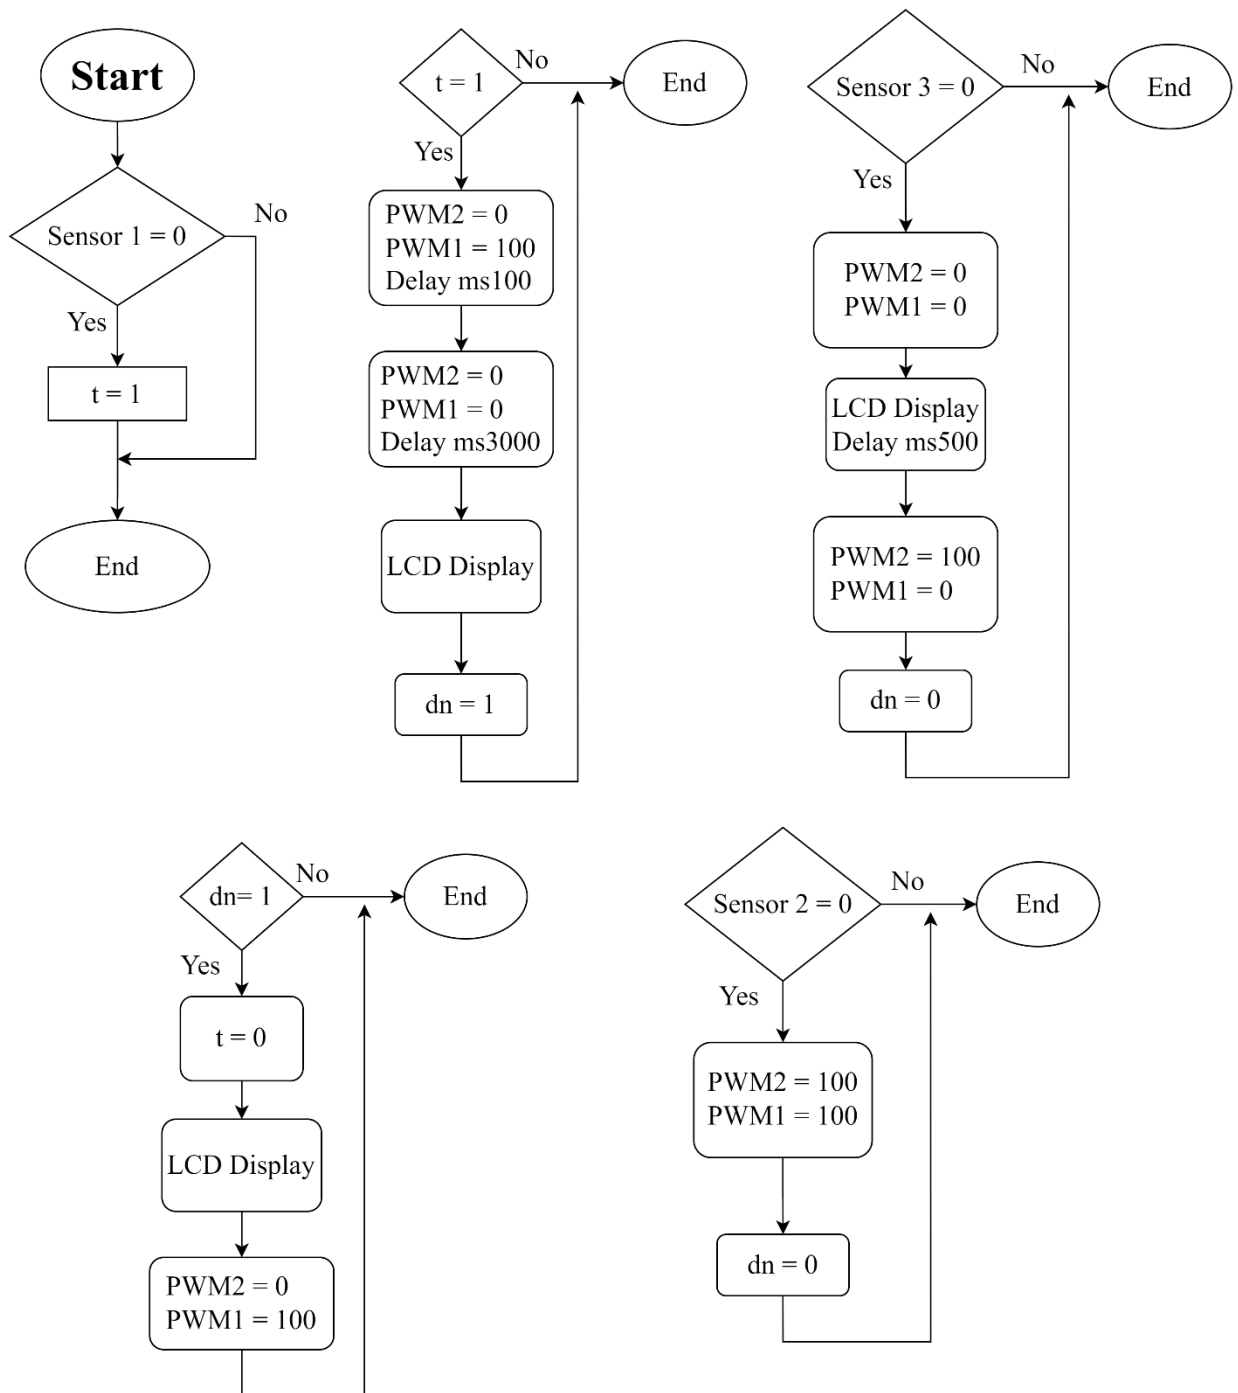 Start
Sensor 1 = 0
No
Yes
t = 1
End
t = 1
No
End
Yes
PWM2 = 0
PWM1 = 100
Delay ms100
PWM2 = 0
PWM1 = 0
Delay ms3000
LCD Display
dn = 1
Sensor 3 = 0
No
End
Yes
PWM2 = 0
PWM1 = 0
LCD Display
Delay ms500
PWM2 = 100
PWM1 = 0
dn = 0
dn= 1
No
End
Yes
t = 0
LCD Display
PWM2 = 0
PWM1 = 100
Sensor 2 = 0
No
End
Yes
PWM2 = 100
PWM1 = 100
dn = 0